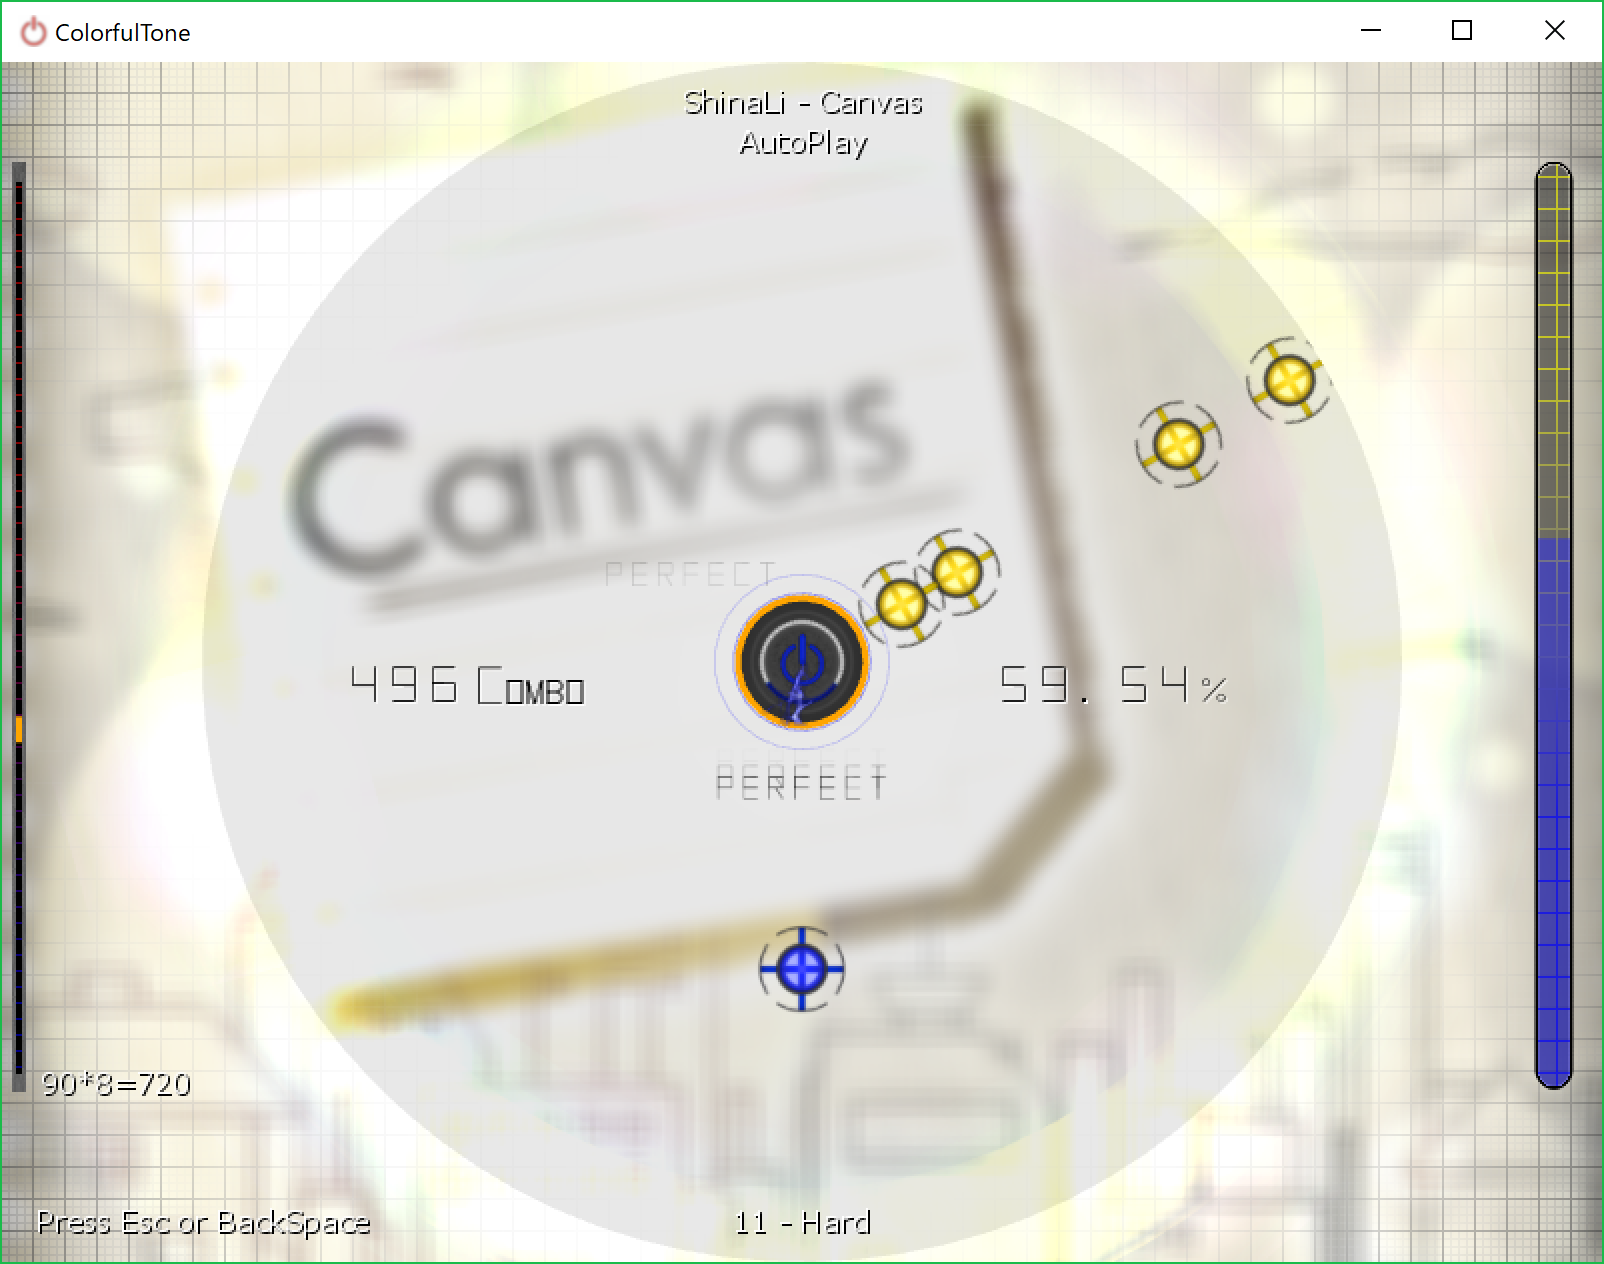 ColorfulTone
ShinaLi - Canvas
AutoPlay
Canvas
PERFECT
496 COMBO
59.54%
PERFECT
90*8=720
Press Esc or BackSpace
11 - Hard